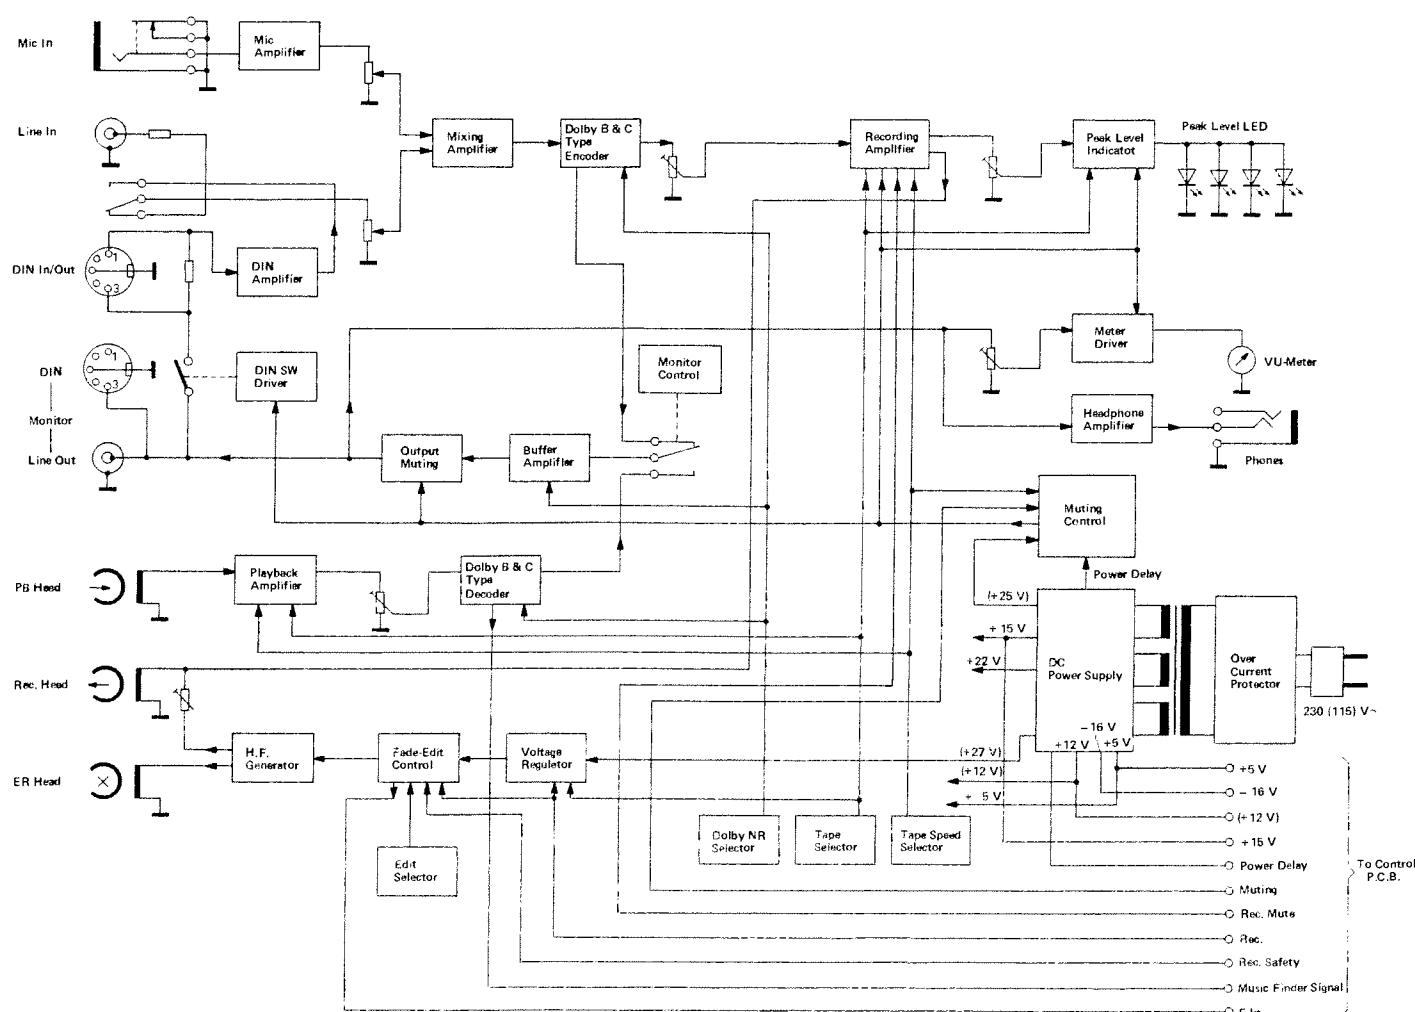 Mic In
Mic
Amplifier
Line In
Mixing
Amplifier
Dolby B & C
Type
Encoder
Recording
Amplifier
Peak Level
Indicator
Peak Level LED
DIN In/Out
1
3
DIN
Amplifier
DIN
Monitor
Line Out
1
3
DIN SW
Driver
Monitor
Control
Meter
Driver
VU-Meter
Headphone
Amplifier
Phones
Output
Muting
Buffer
Amplifier
Muting
Control
Power Delay
PB Head
Playback
Amplifier
Dolby B & C
Type
Decoder
(+25 V)
+ 15 V
+22 V
DC
Power Supply
-16 V
+12 V
+5 V
Over
Current
Protector
230 (115) V~
Rec. Head
ER Head
H.F.
Generator
Fade-Edit
Control
Voltage
Regulator
(+27 V)
(+12 V)
+ 5 V
Edit
Selector
Dolby NR
Selector
Tape
Selector
Tape Speed
Selector
+5 V
- 16 V
(+12 V)
+15 V
Power Delay
Muting
Rec. Mute
Rec.
Rec. Safety
Music Finder Signal
To Control
P.C.B.